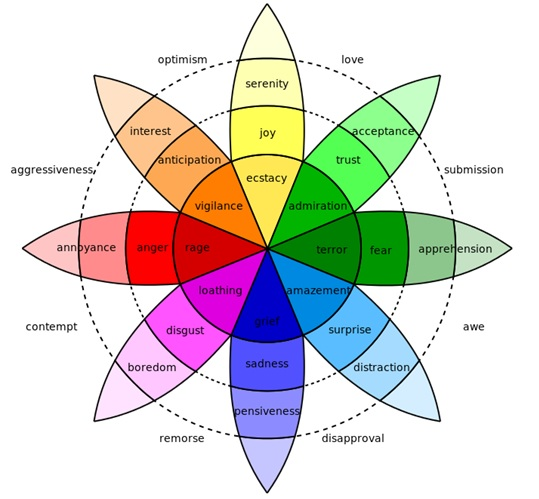 optimism
love
serenity
interest
joy
acceptance
anticipation
trust
aggressiveness
ecstacy
submission
vigilance
admiration
annoyance
anger
rage
terror
fear
apprehension
loathing
amazement
contempt
grief
surprise
awe
disgust
boredom
sadness
distraction
pensiveness
remorse
disapproval